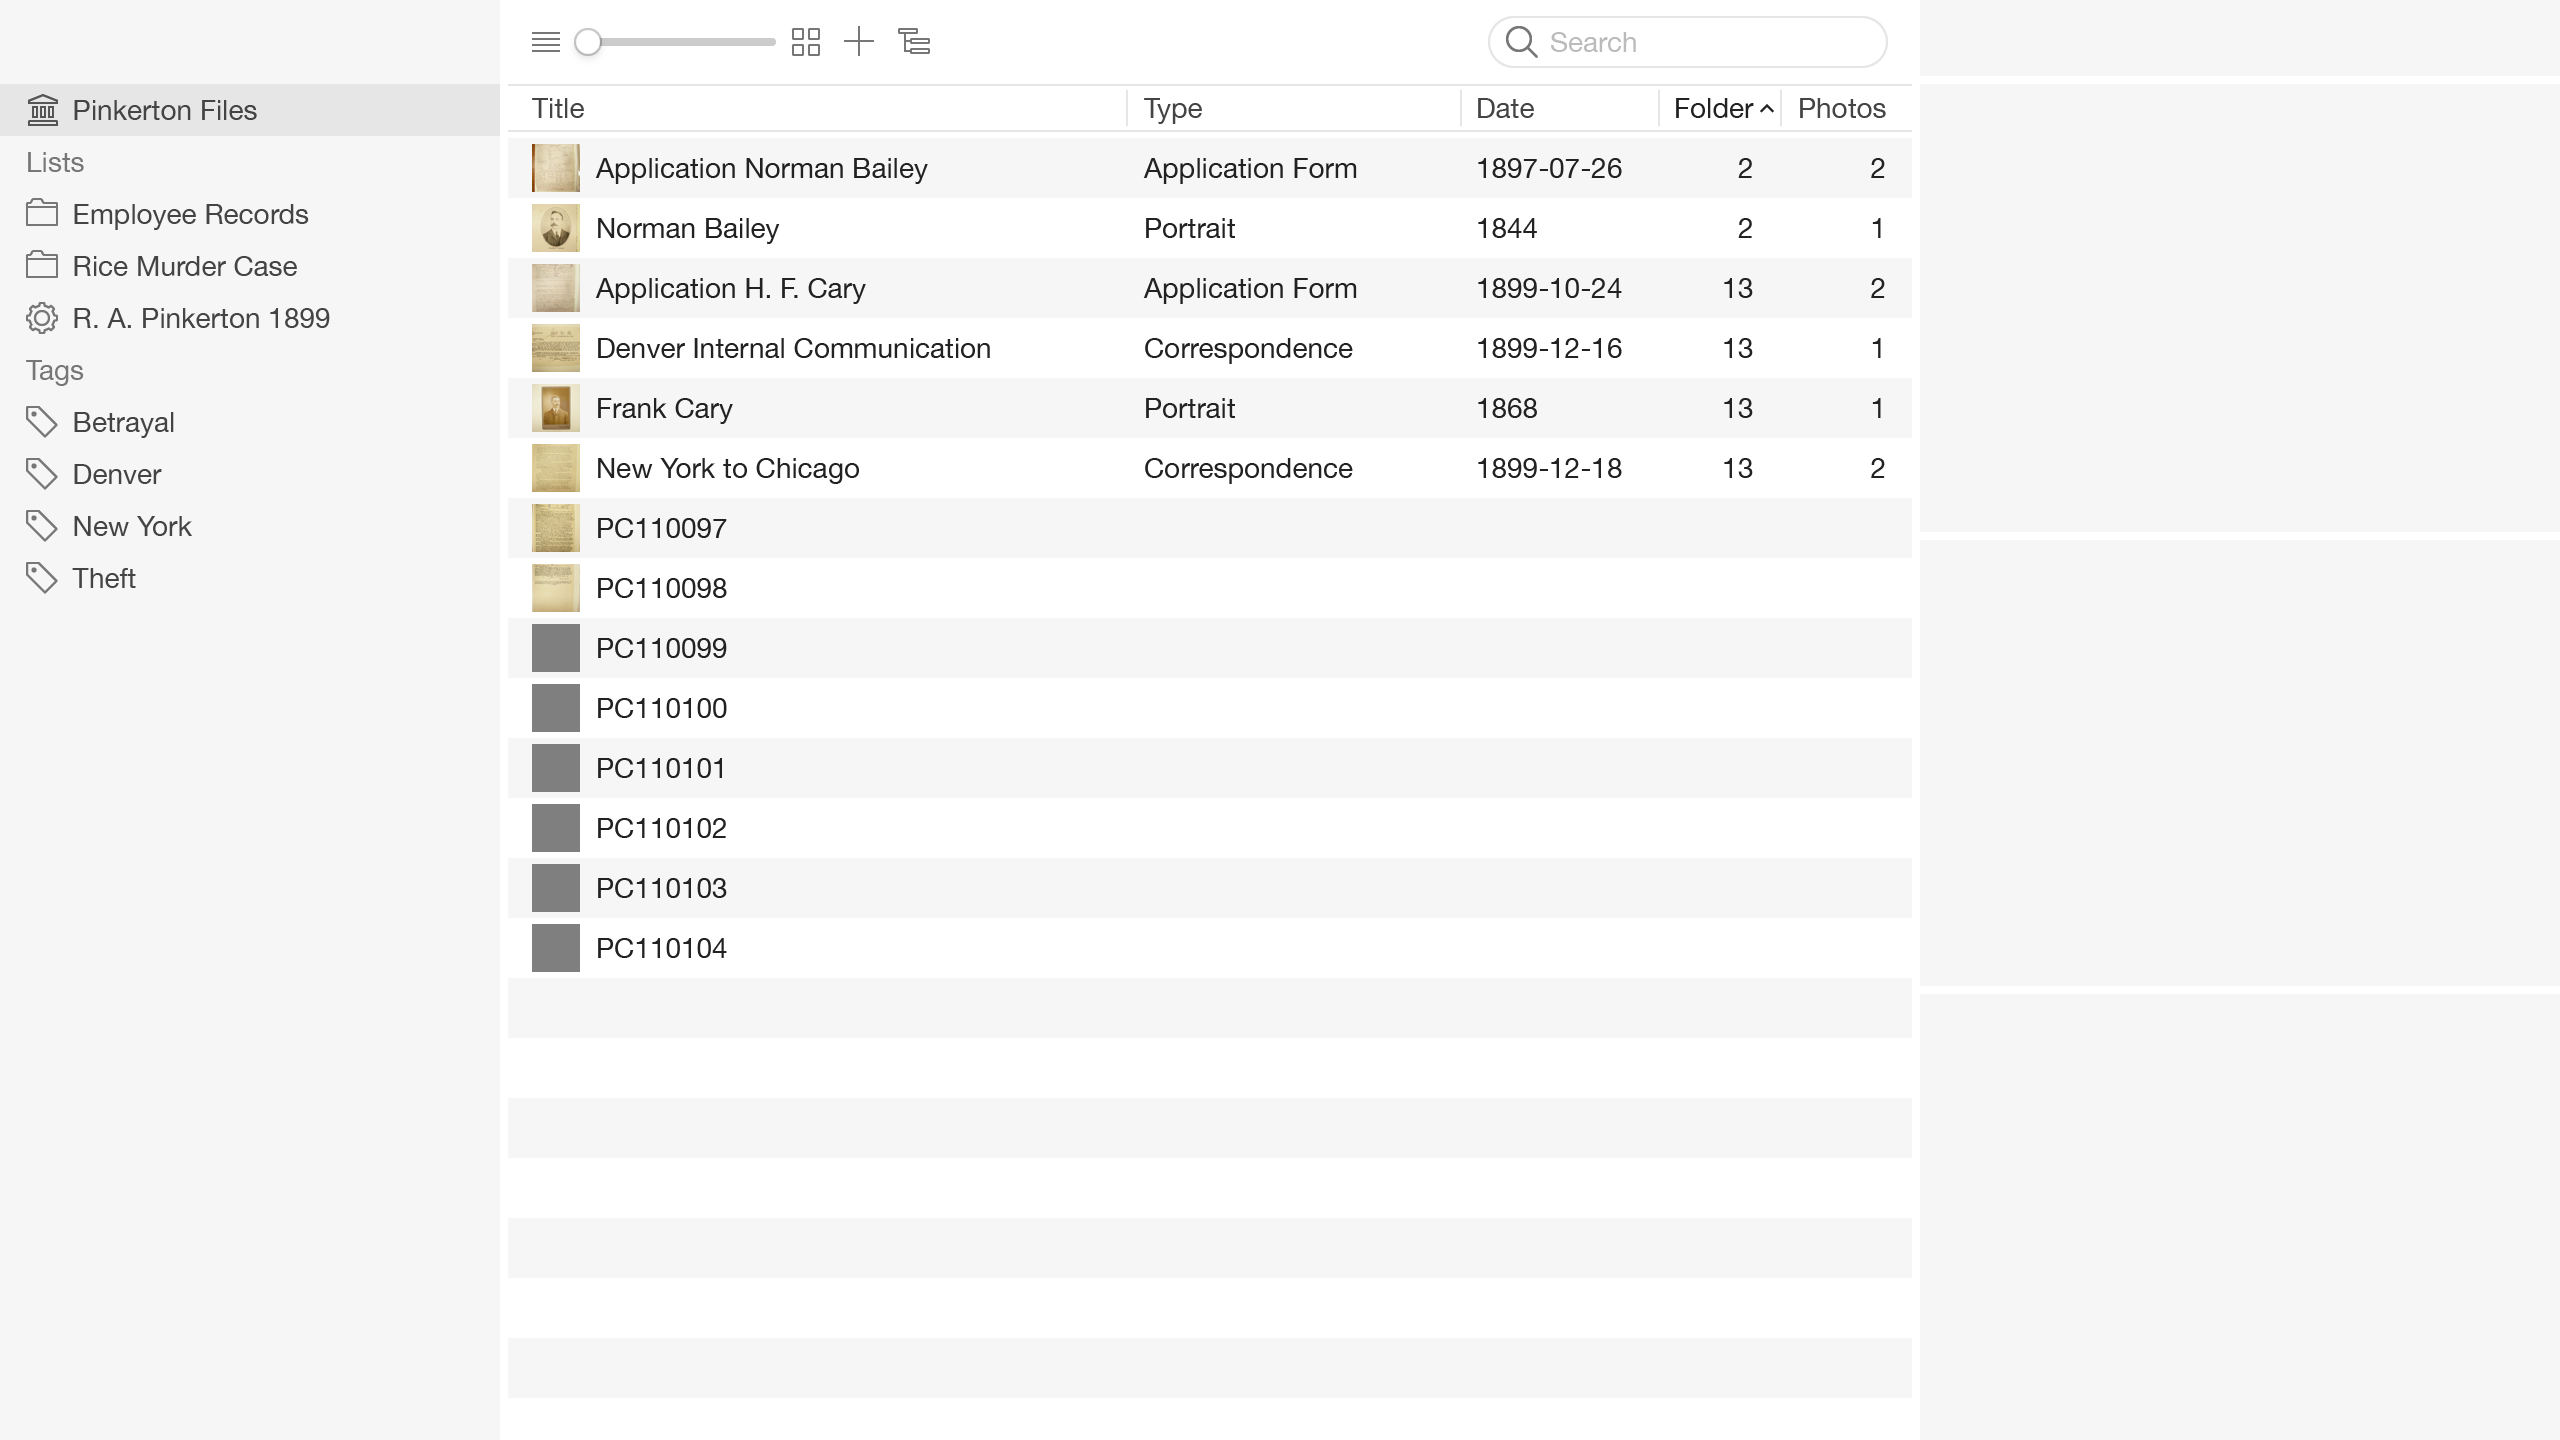 Search
Title Type Date Folder Photos
Pinkerton Files
Lists
Employee Records
Rice Murder Case
R. A. Pinkerton 1899
Tags
Betrayal
Denver
New York
Theft
Application Norman Bailey Application Form 1897-07-26 2 2
Norman Bailey Portrait 1844 2 1
Application H. F. Cary Application Form 1899-10-24 13 2
Denver Internal Communication Correspondence 1899-12-16 13 1
Frank Cary Portrait 1868 13 1
New York to Chicago Correspondence 1899-12-18 13 2
PC110097
PC110098
PC110099
PC110100
PC110101
PC110102
PC110103
PC110104